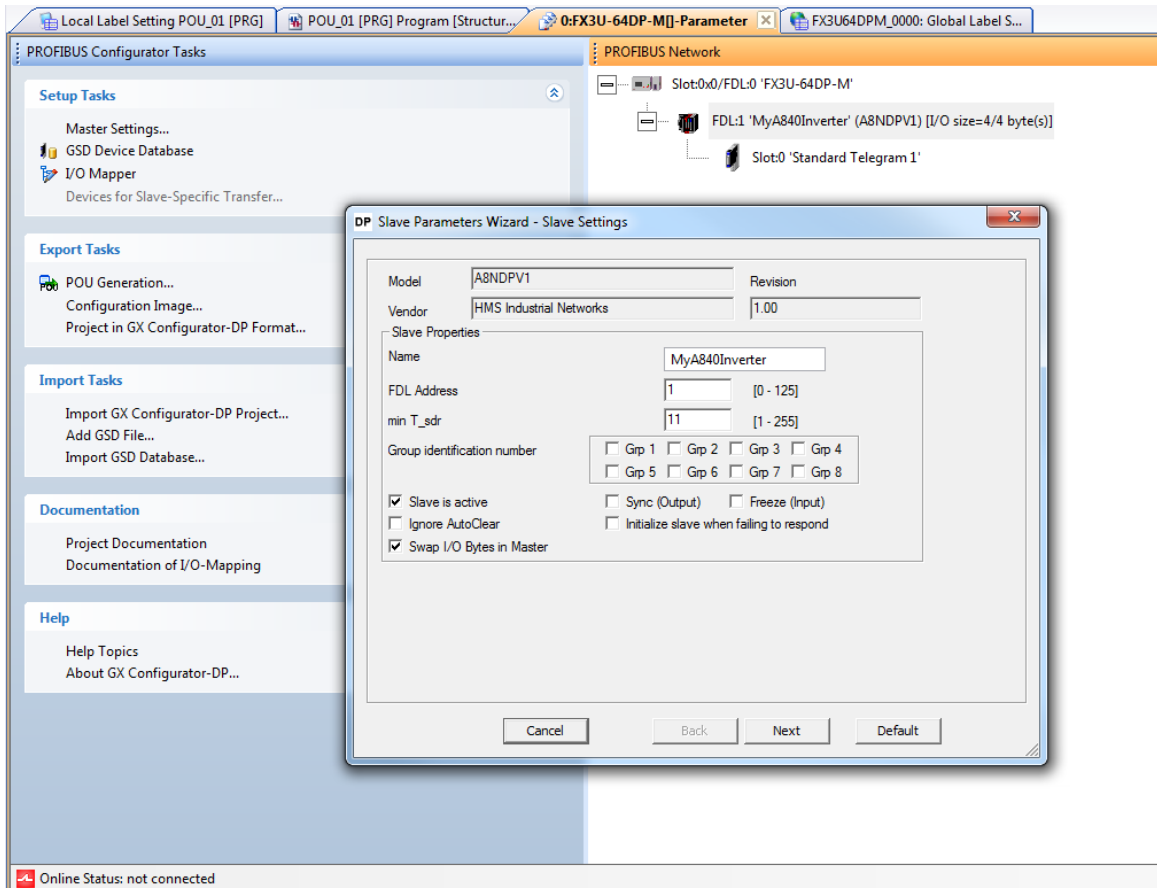 Local Label Setting POU_01 [PRG]
POU_01 [PRG] Program [Structur...
0:FX3U-64DP-M[]-Parameter
FX3U64DPM_0000: Global Label S...
PROFIBUS Configurator Tasks
Setup Tasks
Master Settings...
GSD Device Database
I/O Mapper
Devices for Slave-Specific Transfer...
Export Tasks
POU Generation...
Configuration Image...
Project in GX Configurator-DP Format...
Import Tasks
Import GX Configurator-DP Project...
Add GSD File...
Import GSD Database...
Documentation
Project Documentation
Documentation of I/O-Mapping
Help
Help Topics
About GX Configurator-DP...
PROFIBUS Network
Slot:0x0/FDL:0 'FX3U-64DP-M'
FDL:1 'MyA840Inverter' (A8NDPV1) [I/O size=4/4 byte(s)]
Slot:0 'Standard Telegram 1'
DP Slave Parameters Wizard - Slave Settings
Model A8NDPV1 Revision
Vendor HMS Industrial Networks 1.00
Slave Properties
Name MyA840Inverter
FDL Address 1 [0 - 125]
min T_sdr 11 [1 - 255]
Group identification number Grp 1 Grp 2 Grp 3 Grp 4
Grp 5 Grp 6 Grp 7 Grp 8
Slave is active Sync (Output) Freeze (Input)
Ignore AutoClear Initialize slave when failing to respond
Swap I/O Bytes in Master
Cancel Back Next Default
Online Status: not connected